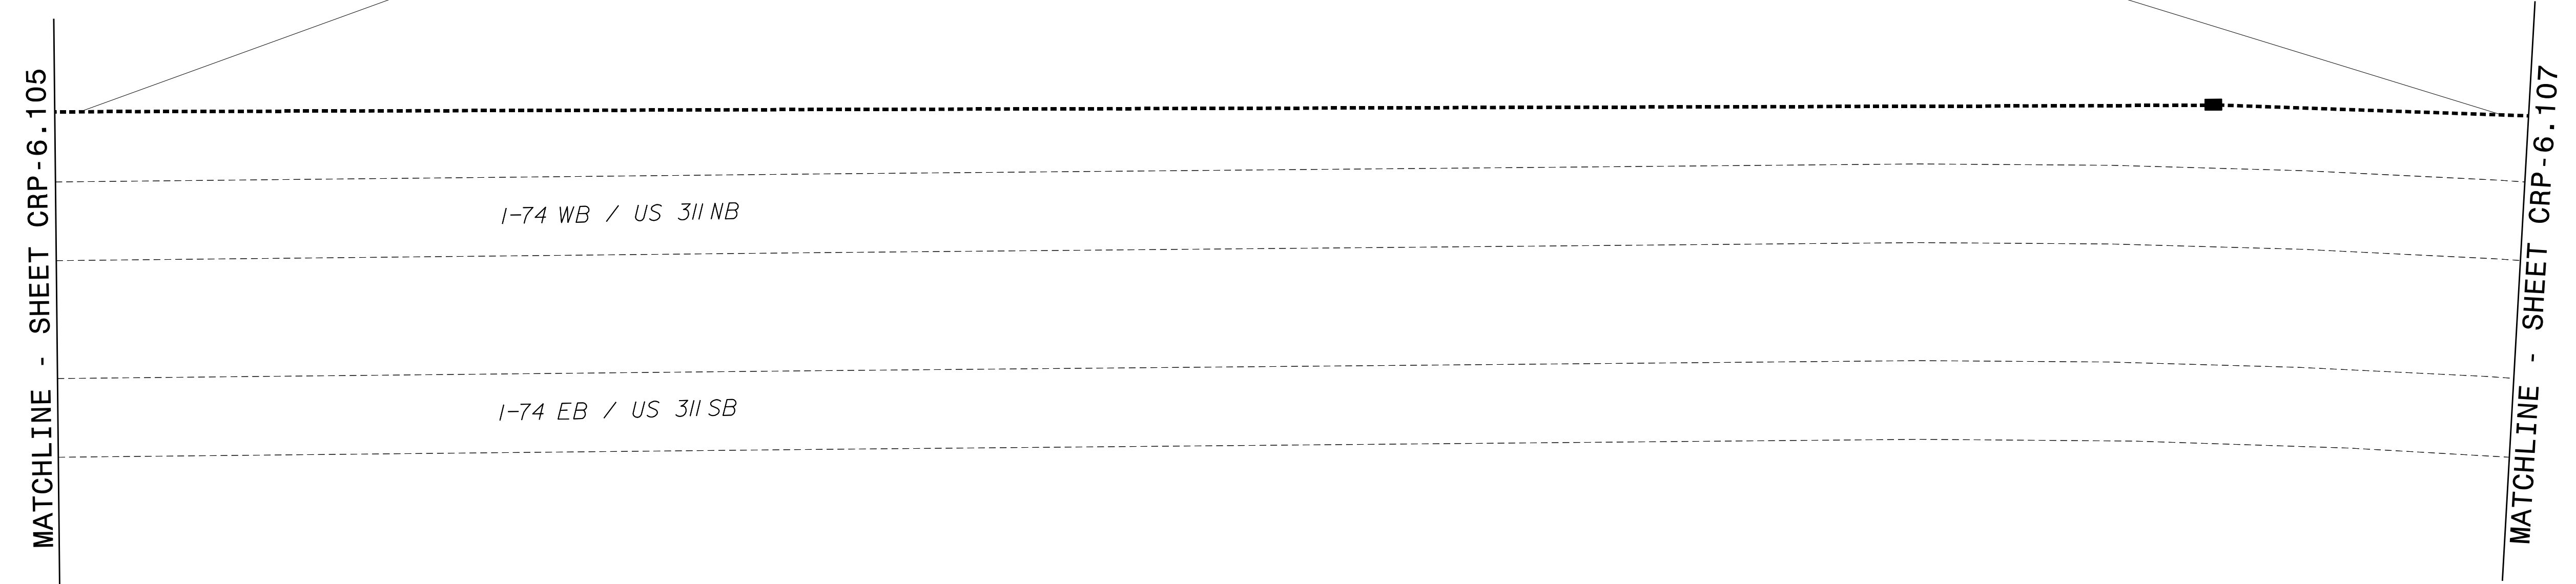 MATCHLINE - SHEET CRP-6.105
I-74 WB / US 311 NB
I-74 EB / US 311 SB
MATCHLINE - SHEET CRP-6.107